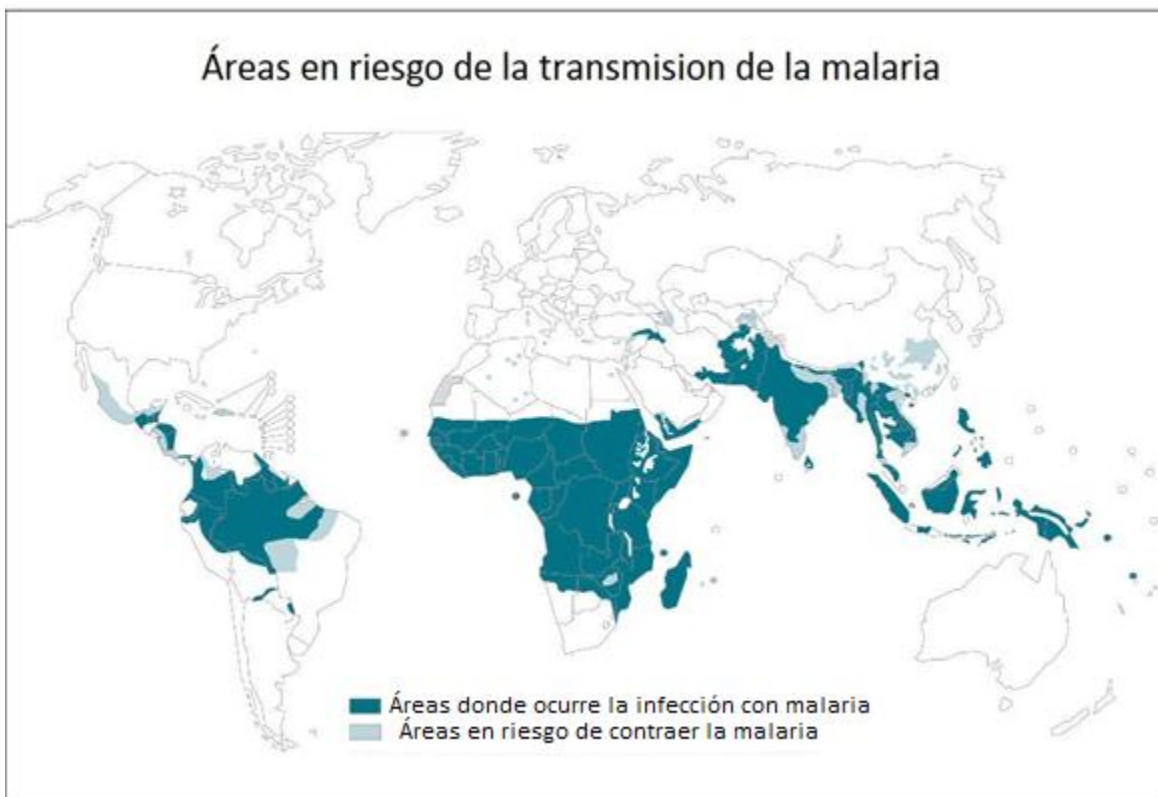 Áreas en riesgo de la transmision de la malaria
Áreas donde ocurre la infección con malaria
Áreas en riesgo de contraer la malaria